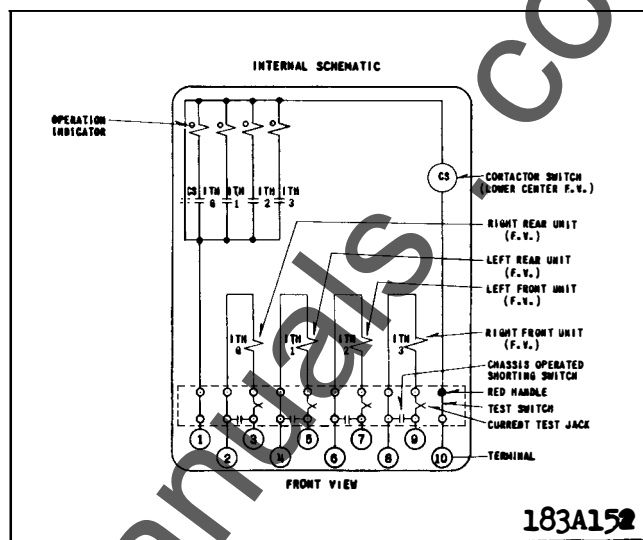 INTERNAL SCHEMATIC
OPERATION
INDICATOR
CS
CONTACTOR SWITCH
(LOWER CENTER F.V.)
CS ITH ITH ITH ITH
G 1 2 3
RIGHT REAR UNIT
(F.V.)
LEFT REAR UNIT
(F.V.)
LEFT FRONT UNIT
(F.V.)
RIGHT FRONT UNIT
(F.V.)
ITH ITH ITH ITH
G 1 2 3
CHASSIS OPERATED
SHORTING SWITCH
RED HANDLE
TEST SWITCH
CURRENT TEST JACK
1 3 5 7 9
2 4 6 8 10
TERMINAL
FRONT VIEW
183A152